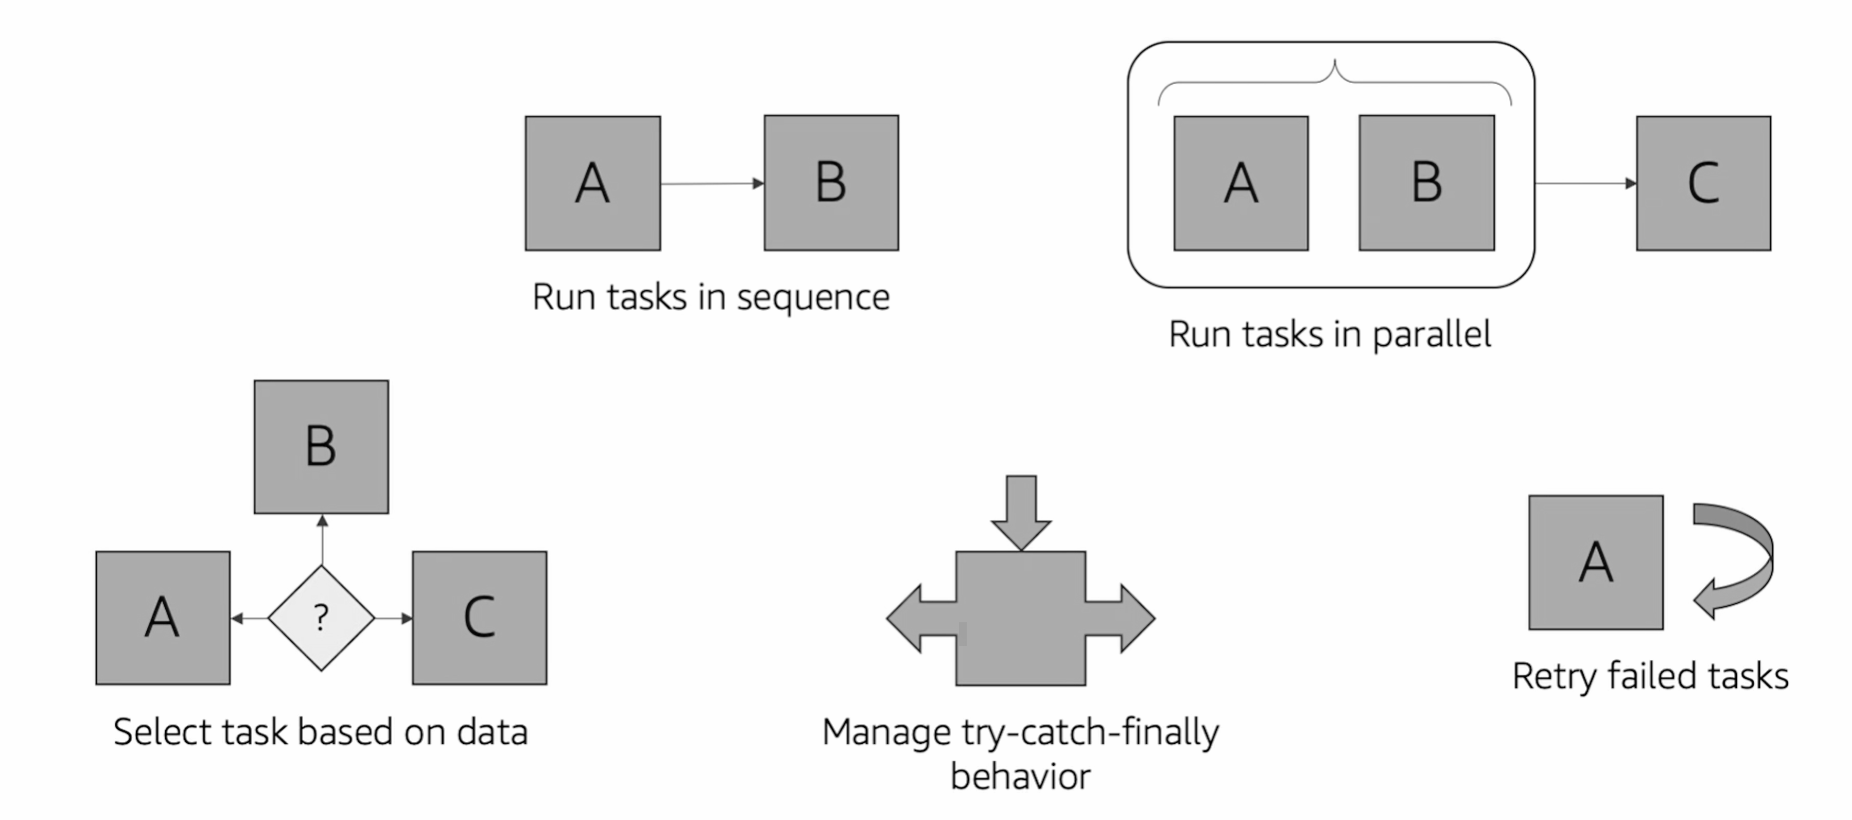 A
B
Run tasks in sequence
A
B
C
Run tasks in parallel
B
A
?
C
Select task based on data
Manage try-catch-finally
behavior
A
Retry failed tasks